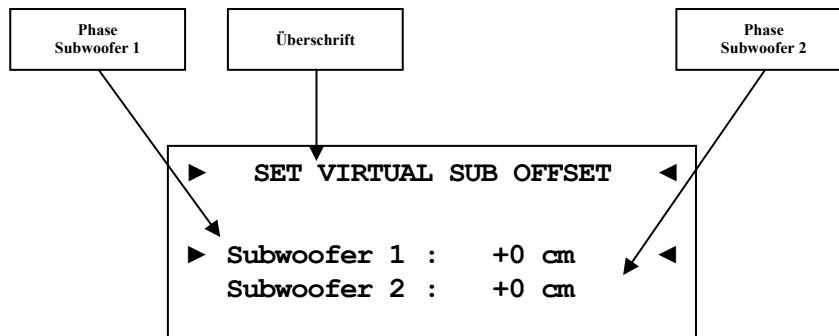 Phase
Subwoofer 1
Überschrift
Phase
Subwoofer 2
► SET VIRTUAL SUB OFFSET ◄
► Subwoofer 1 : +0 cm ◄
Subwoofer 2 : +0 cm